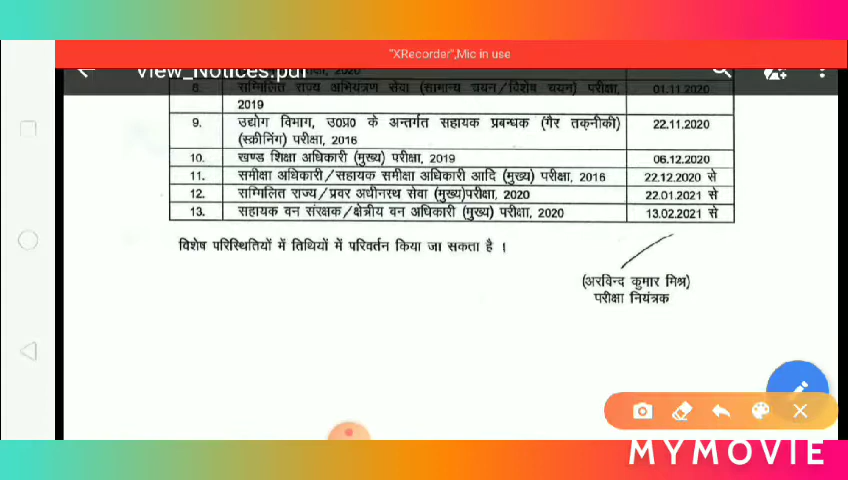 "XRecorder",Mic in use
View_Notices.pdf
परीक्षा, 2020
8. सम्मिलित राज्य अभियंत्रण सेवा (सामान्य चयन/विशेष चयन) परीक्षा, 2019 01.11.2020
9. उद्योग विभाग, उ0प्र0 के अन्तर्गत सहायक प्रबन्धक (गैर तकनीकी) (स्क्रीनिंग) परीक्षा, 2016 22.11.2020
10. खण्ड शिक्षा अधिकारी (मुख्य) परीक्षा, 2019 06.12.2020
11. समीक्षा अधिकारी/सहायक समीक्षा अधिकारी आदि (मुख्य) परीक्षा, 2016 22.12.2020 से
12. सम्मिलित राज्य/प्रवर अधीनस्थ सेवा (मुख्य)परीक्षा, 2020 22.01.2021 से
13. सहायक वन संरक्षक/क्षेत्रीय वन अधिकारी (मुख्य) परीक्षा, 2020 13.02.2021 से
विशेष परिस्थितियों में तिथियों में परिवर्तन किया जा सकता है ।
(अरविन्द कुमार मिश्र)
परीक्षा नियंत्रक
MYMOVIE